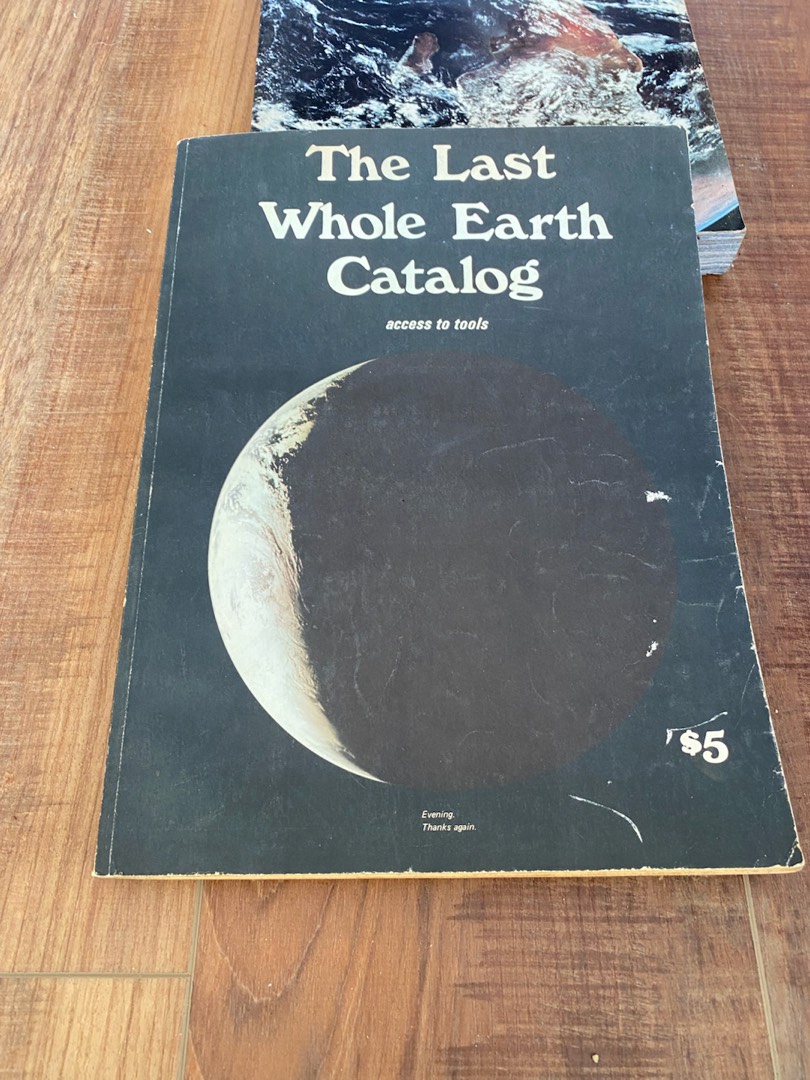 The Last
Whole Earth
Catalog
access to tools
$5
Evening.
Thanks again.